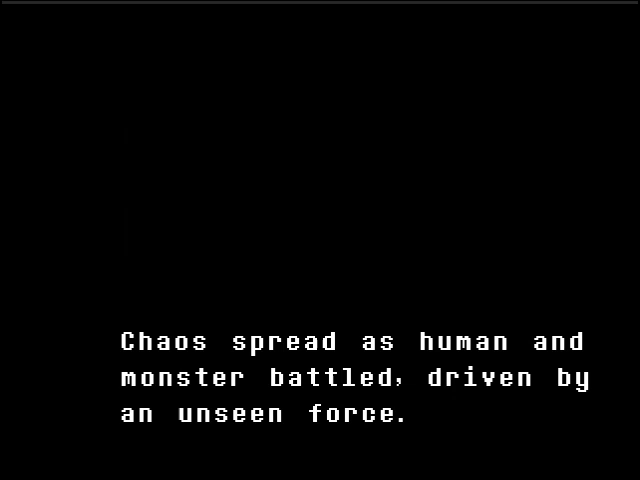 Chaos spread as human and
monster battled, driven by
an unseen force.